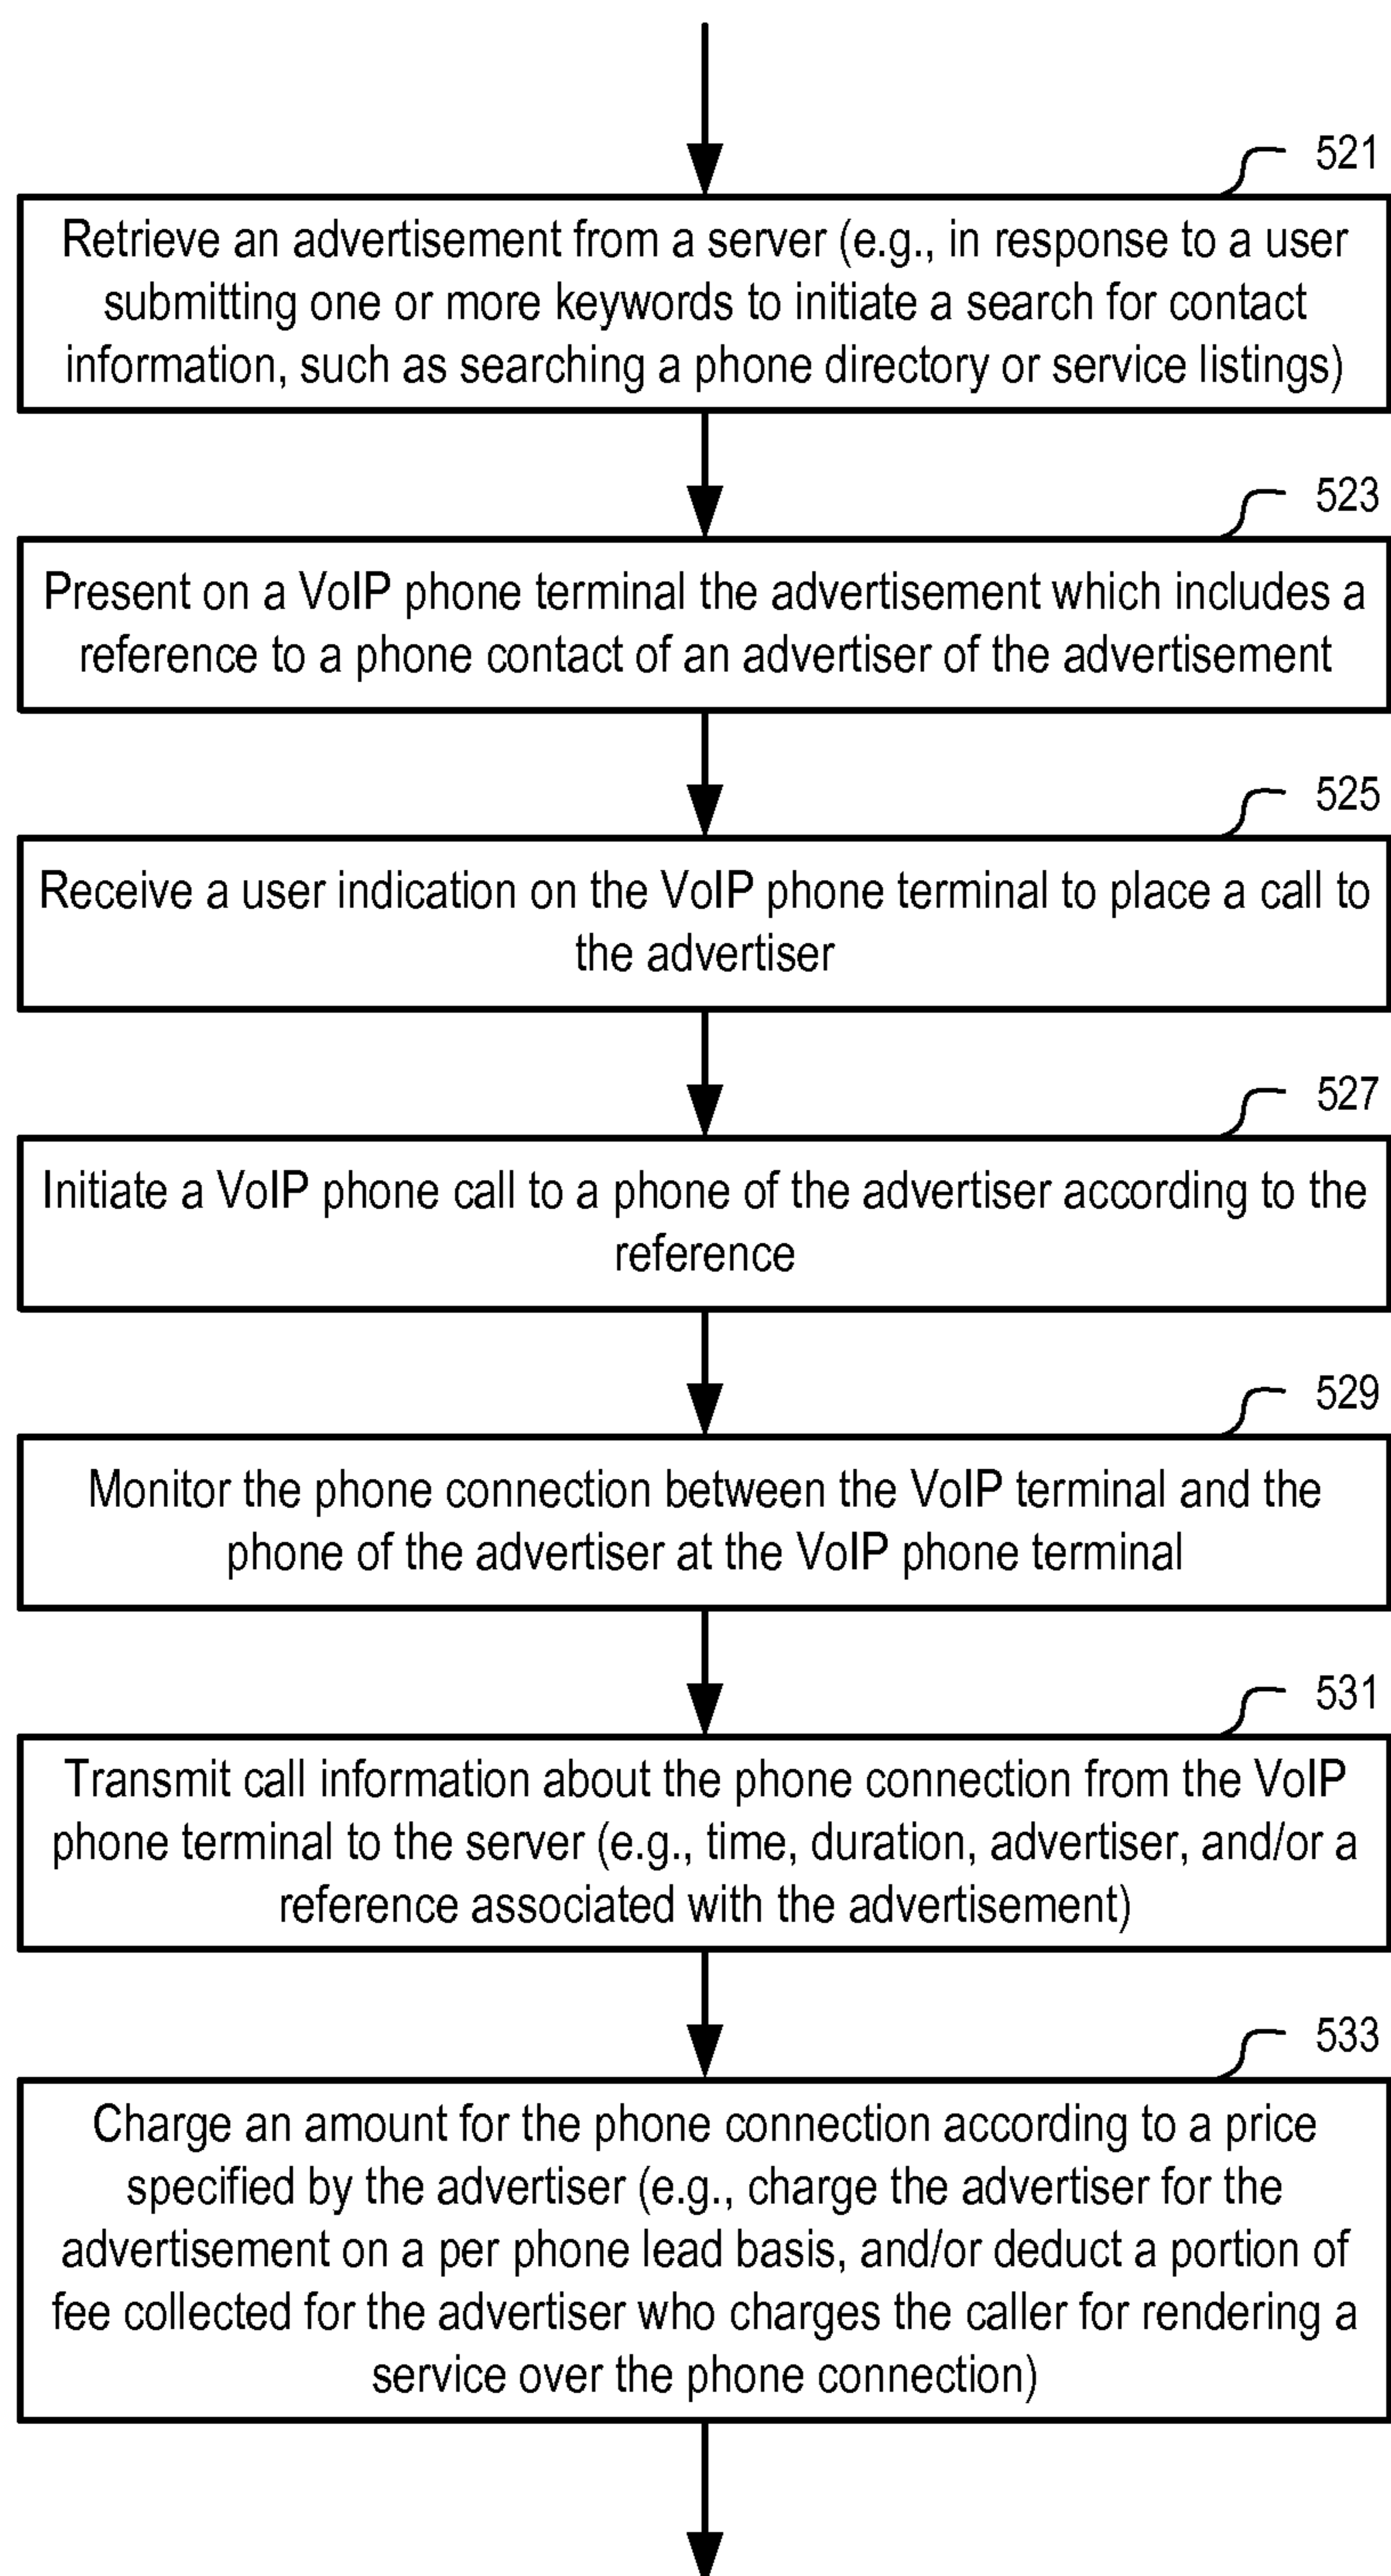 521
Retrieve an advertisement from a server (e.g., in response to a user
submitting one or more keywords to initiate a search for contact
information, such as searching a phone directory or service listings)
523
Present on a VoIP phone terminal the advertisement which includes a
reference to a phone contact of an advertiser of the advertisement
525
Receive a user indication on the VoIP phone terminal to place a call to
the advertiser
527
Initiate a VoIP phone call to a phone of the advertiser according to the
reference
529
Monitor the phone connection between the VoIP terminal and the
phone of the advertiser at the VoIP phone terminal
531
Transmit call information about the phone connection from the VoIP
phone terminal to the server (e.g., time, duration, advertiser, and/or a
reference associated with the advertisement)
533
Charge an amount for the phone connection according to a price
specified by the advertiser (e.g., charge the advertiser for the
advertisement on a per phone lead basis, and/or deduct a portion of
fee collected for the advertiser who charges the caller for rendering a
service over the phone connection)